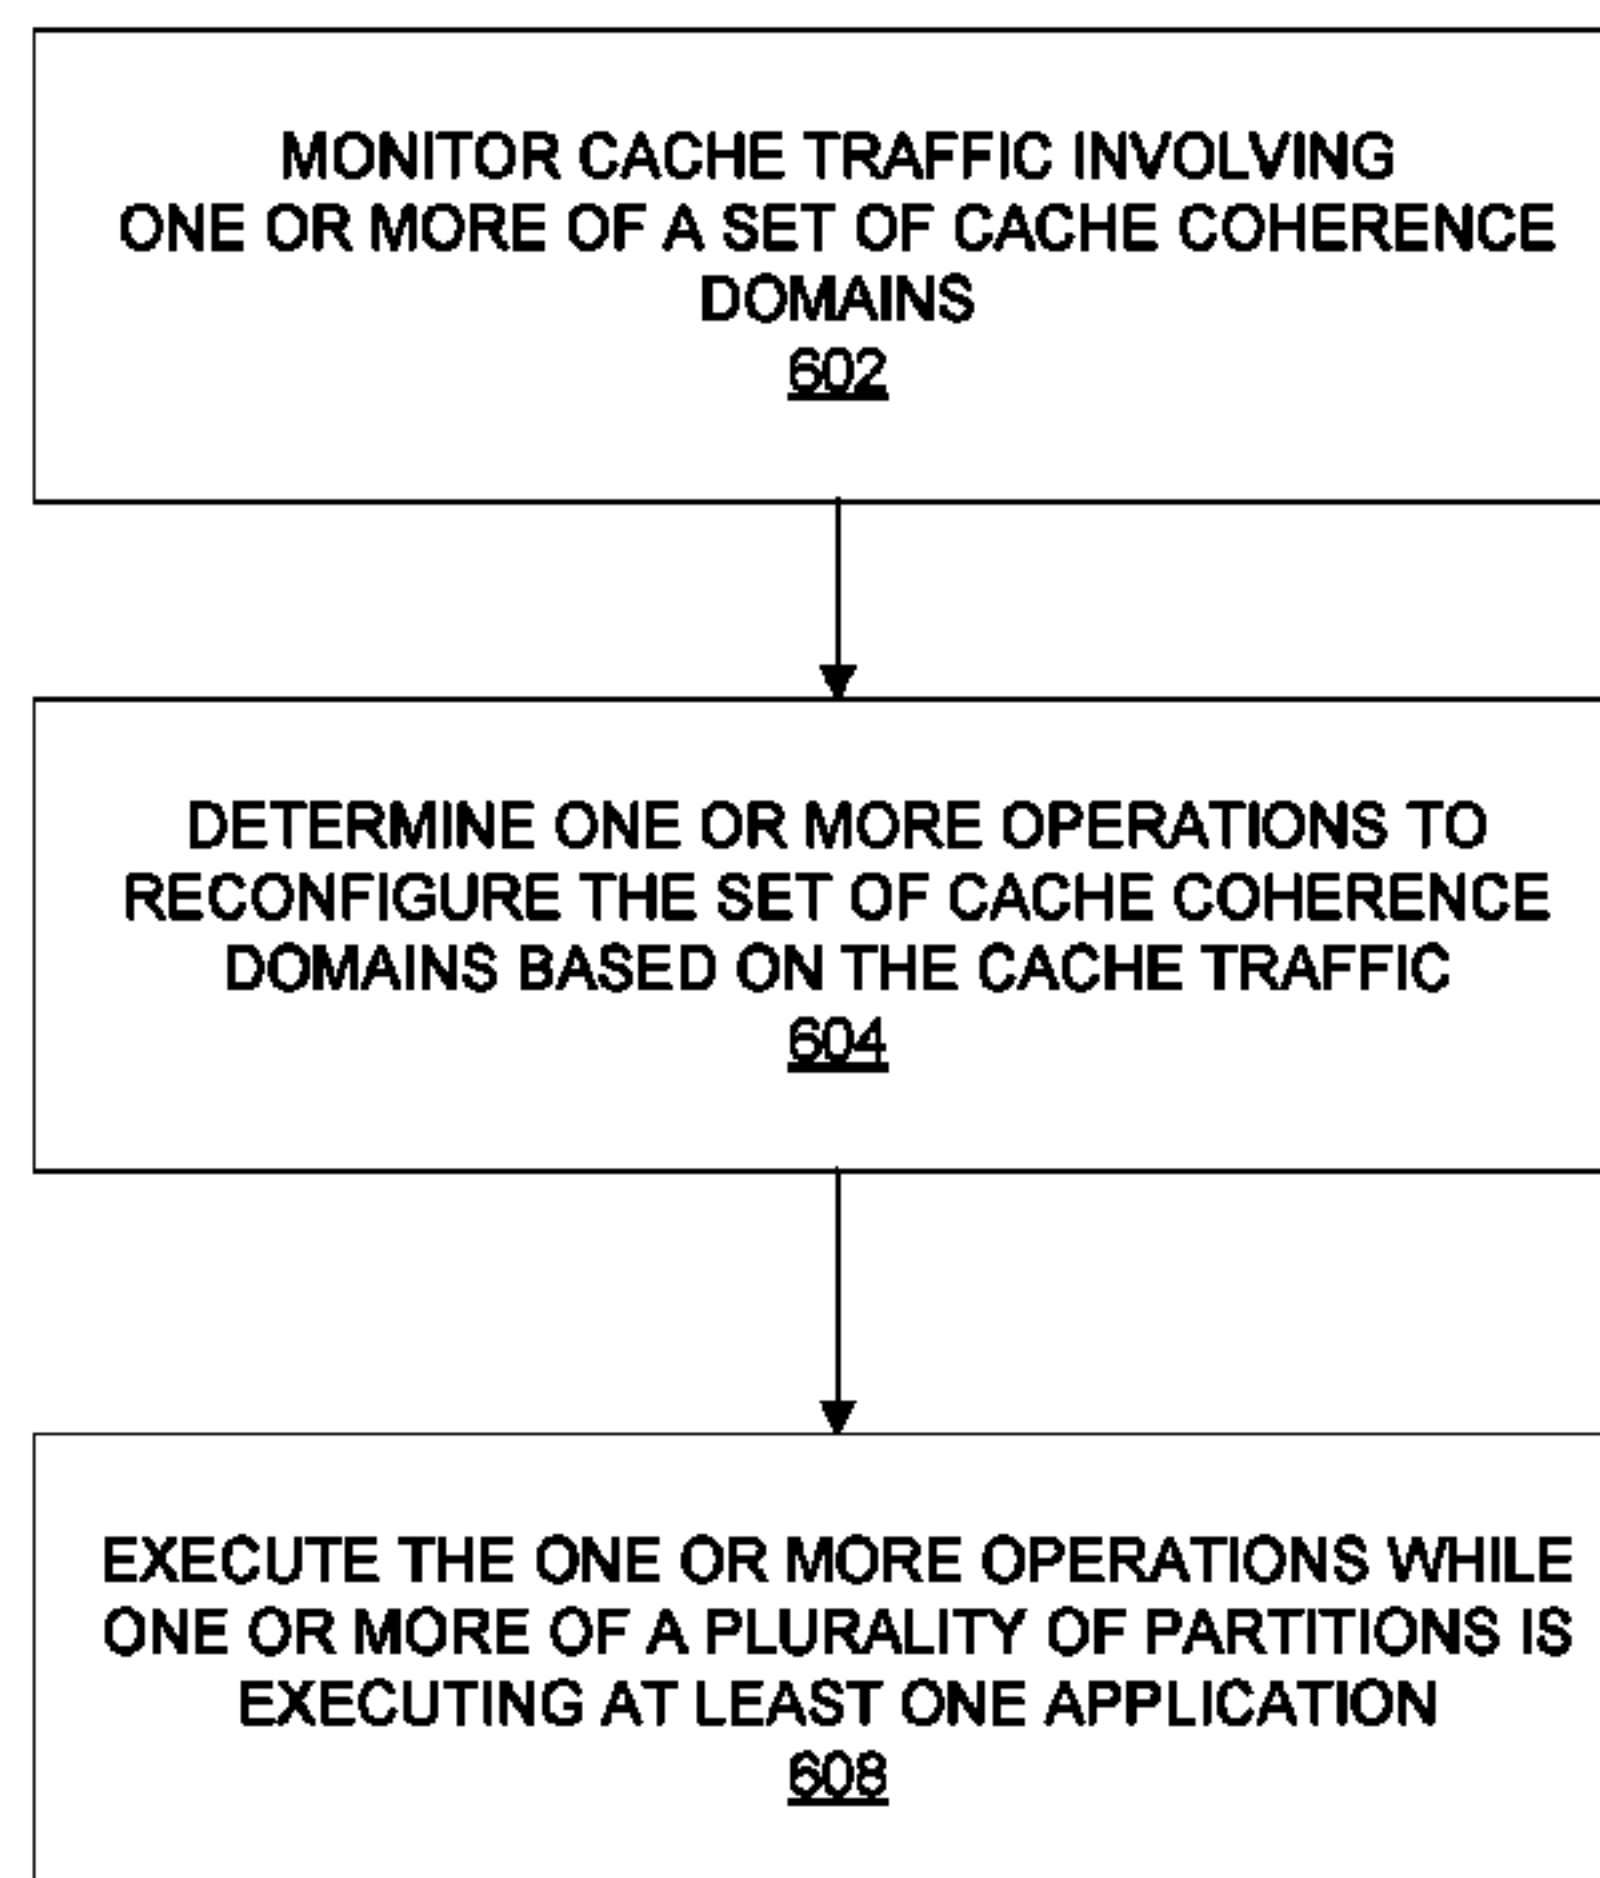 MONITOR CACHE TRAFFIC INVOLVING
ONE OR MORE OF A SET OF CACHE COHERENCE
DOMAINS
602
DETERMINE ONE OR MORE OPERATIONS TO
RECONFIGURE THE SET OF CACHE COHERENCE
DOMAINS BASED ON THE CACHE TRAFFIC
604
EXECUTE THE ONE OR MORE OPERATIONS WHILE
ONE OR MORE OF A PLURALITY OF PARTITIONS IS
EXECUTING AT LEAST ONE APPLICATION
608